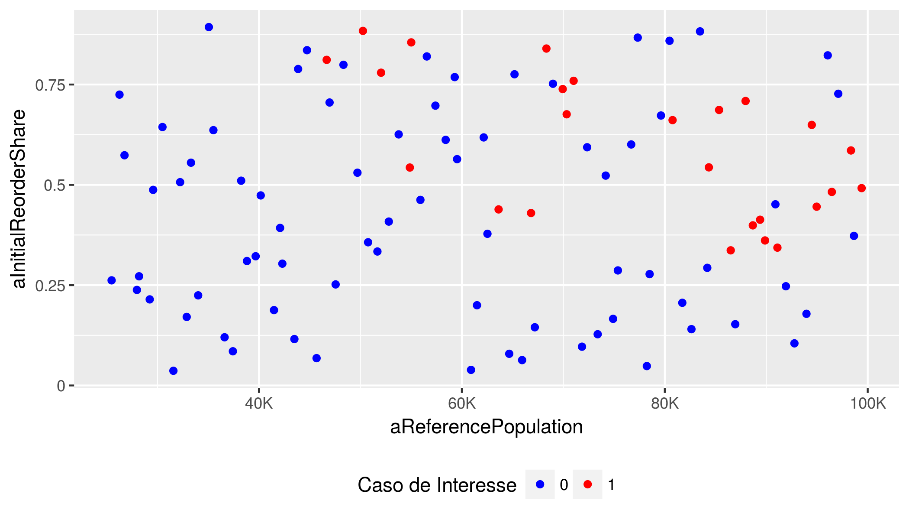 aInitialReorderShare
0.75
0.5
0.25
0
40K 60K 80K 100K
aReferencePopulation
Caso de Interesse 0 1